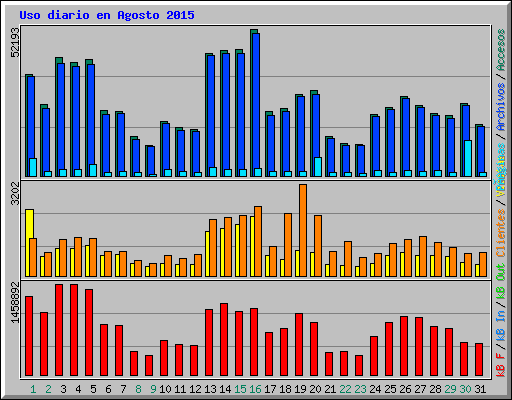 Uso diario en Agosto 2015
52193
3202
1458892
Accesos
/ Archivos /
Clientes /
kB F / kB In / kB Out
1 2 3 4 5 6 7 8 9 10 11 12 13 14 15 16 17 18 19 20 21 22 23 24 25 26 27 28 29 30 31